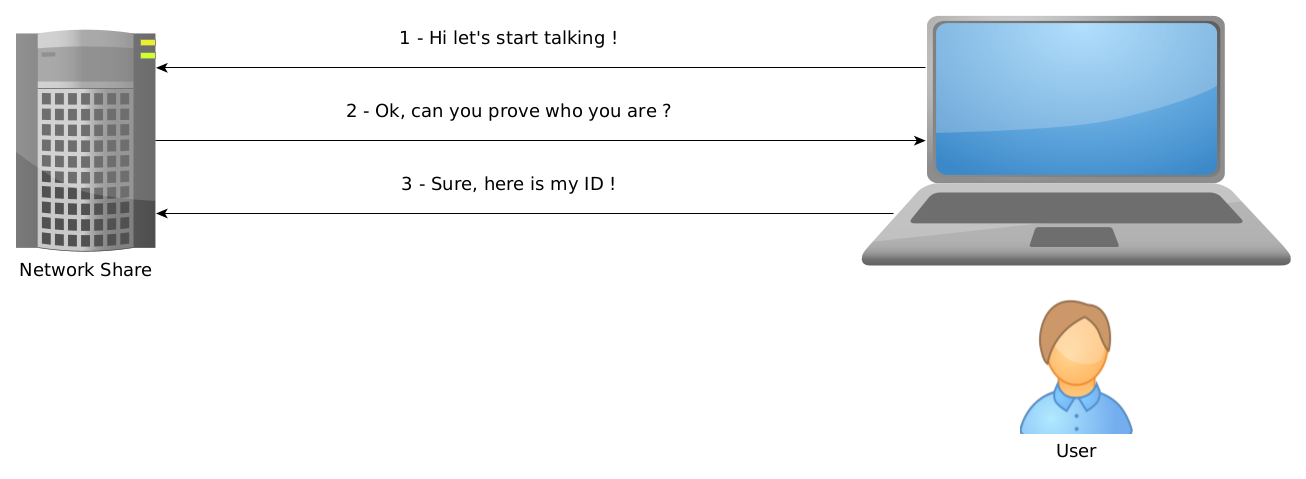 1 - Hi let's start talking !
2 - Ok, can you prove who you are ?
3 - Sure, here is my ID !
Network Share
User